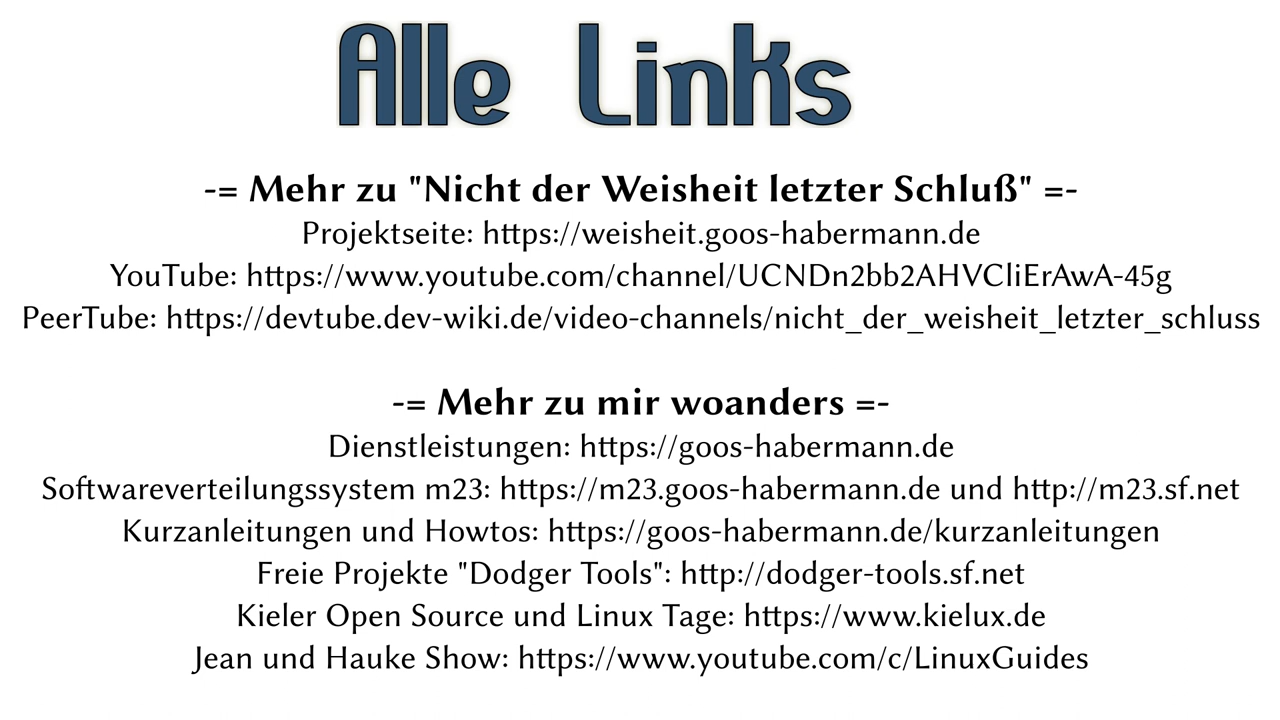 Alle Links
-= Mehr zu "Nicht der Weisheit letzter Schluß" =-
Projektseite: https://weisheit.goos-habermann.de
YouTube: https://www.youtube.com/channel/UCNDn2bb2AHVCliErAwA-45g
PeerTube: https://devtube.dev-wiki.de/video-channels/nicht_der_weisheit_letzter_schluss
-= Mehr zu mir woanders =-
Dienstleistungen: https://goos-habermann.de
Softwareverteilungssystem m23: https://m23.goos-habermann.de und http://m23.sf.net
Kurzanleitungen und Howtos: https://goos-habermann.de/kurzanleitungen
Freie Projekte "Dodger Tools": http://dodger-tools.sf.net
Kieler Open Source und Linux Tage: https://www.kielux.de
Jean und Hauke Show: https://www.youtube.com/c/LinuxGuides